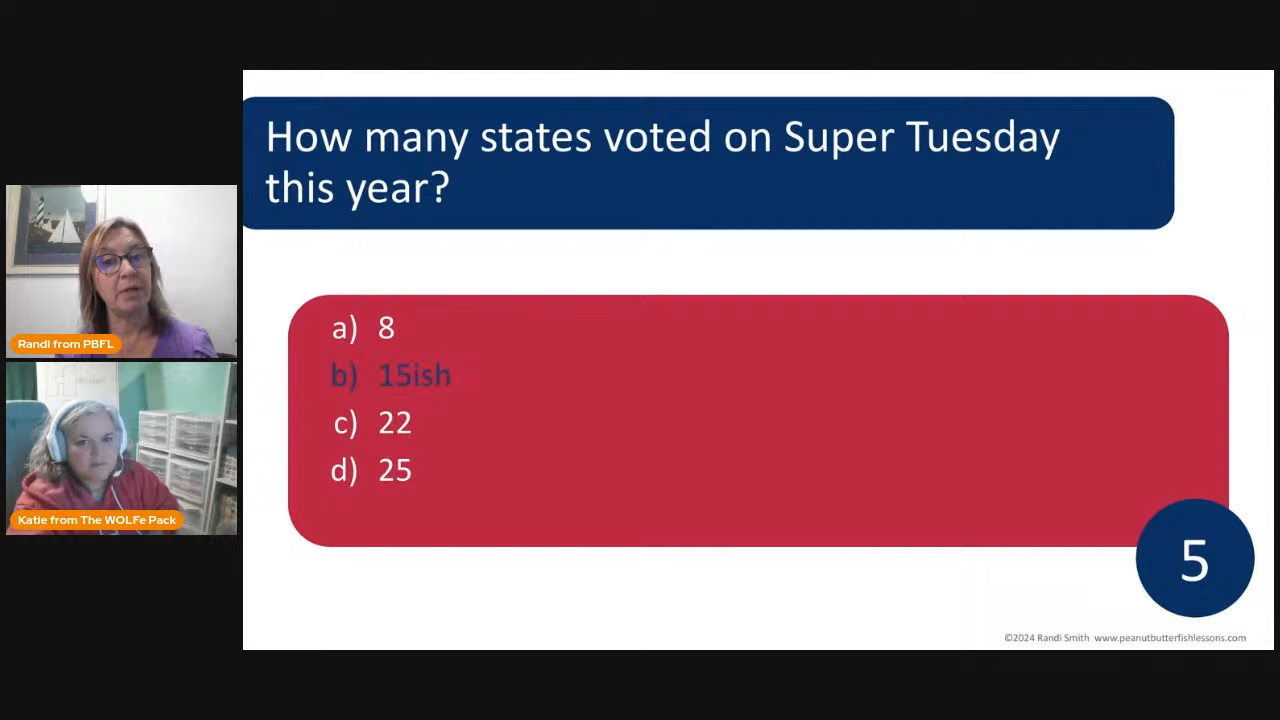 How many states voted on Super Tuesday
this year?
a) 8
b) 15ish
c) 22
d) 25
5
©2024 Randi Smith www.peanutbutterfishlessons.com
Randi from PBFL
Katie from The WOLFe Pack